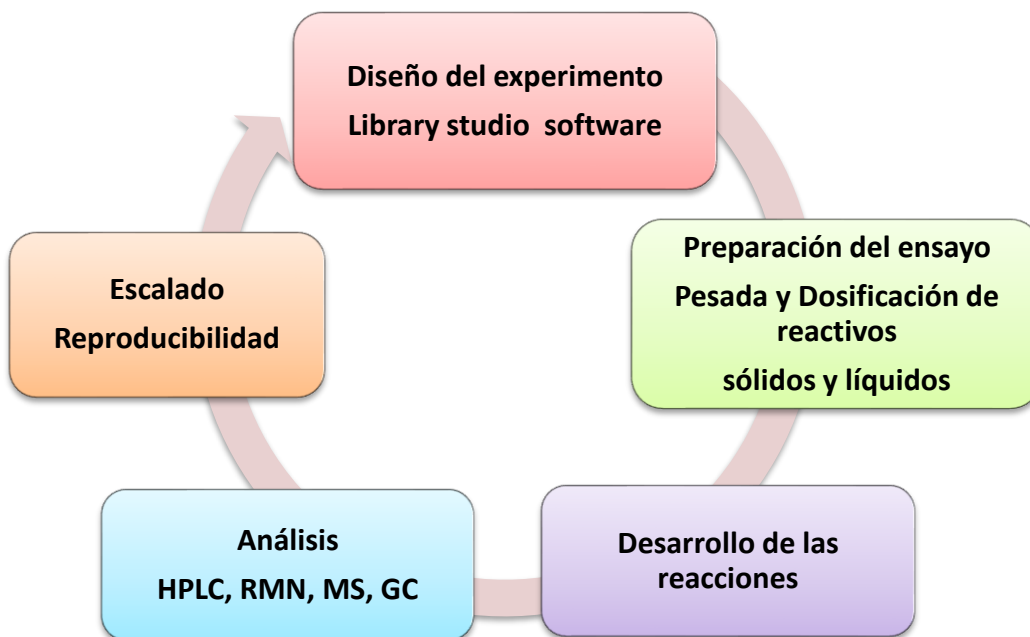 Diseño del experimento
Library studio software
Preparación del ensayo
Pesada y Dosificación de
reactivos
sólidos y líquidos
Desarrollo de las
reacciones
Análisis
HPLC, RMN, MS, GC
Escalado
Reproducibilidad